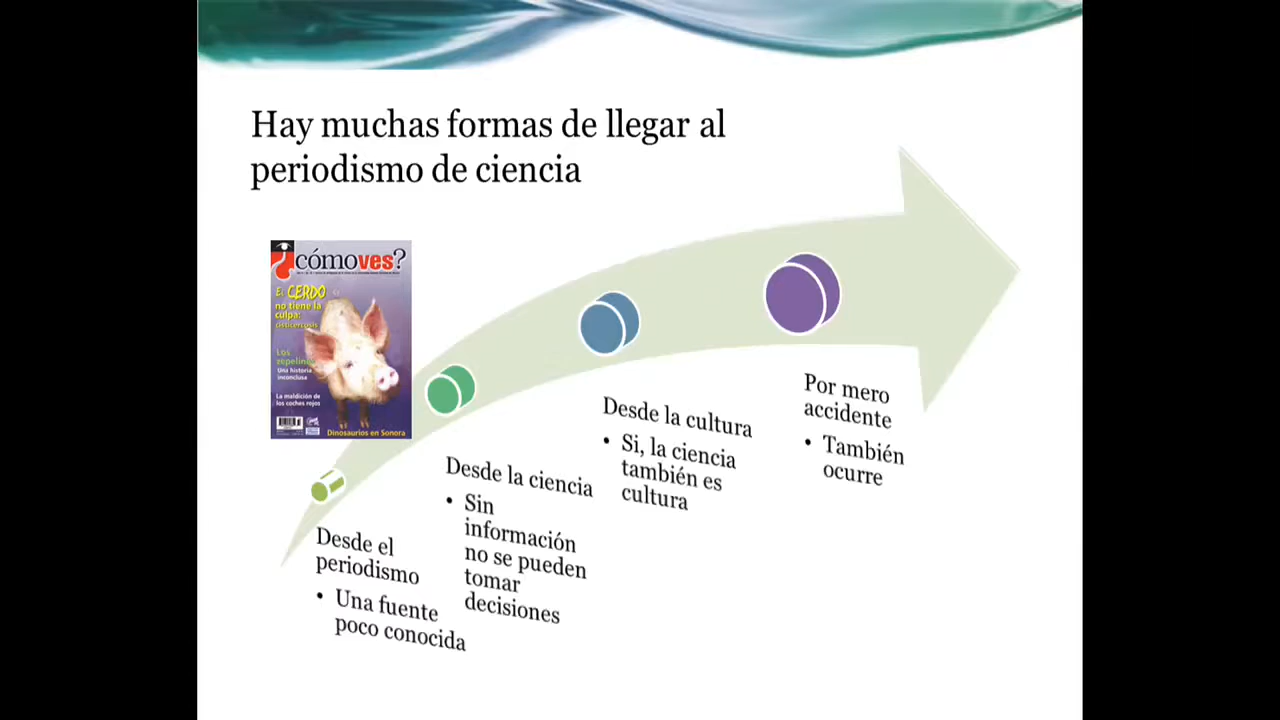 Hay muchas formas de llegar al
periodismo de ciencia
¿cómoves?
El CERDO
no tiene la
culpa:
cisticercosis
Los
Una historia
inconclusa
La maldición de
los coches rojos
Dinosaurios en Sonora
Desde el
periodismo
• Una fuente
poco conocida
Desde la ciencia
• Sin
información
no se pueden
tomar
decisiones
Desde la cultura
• Si, la ciencia
también es
cultura
Por mero
accidente
• También
ocurre